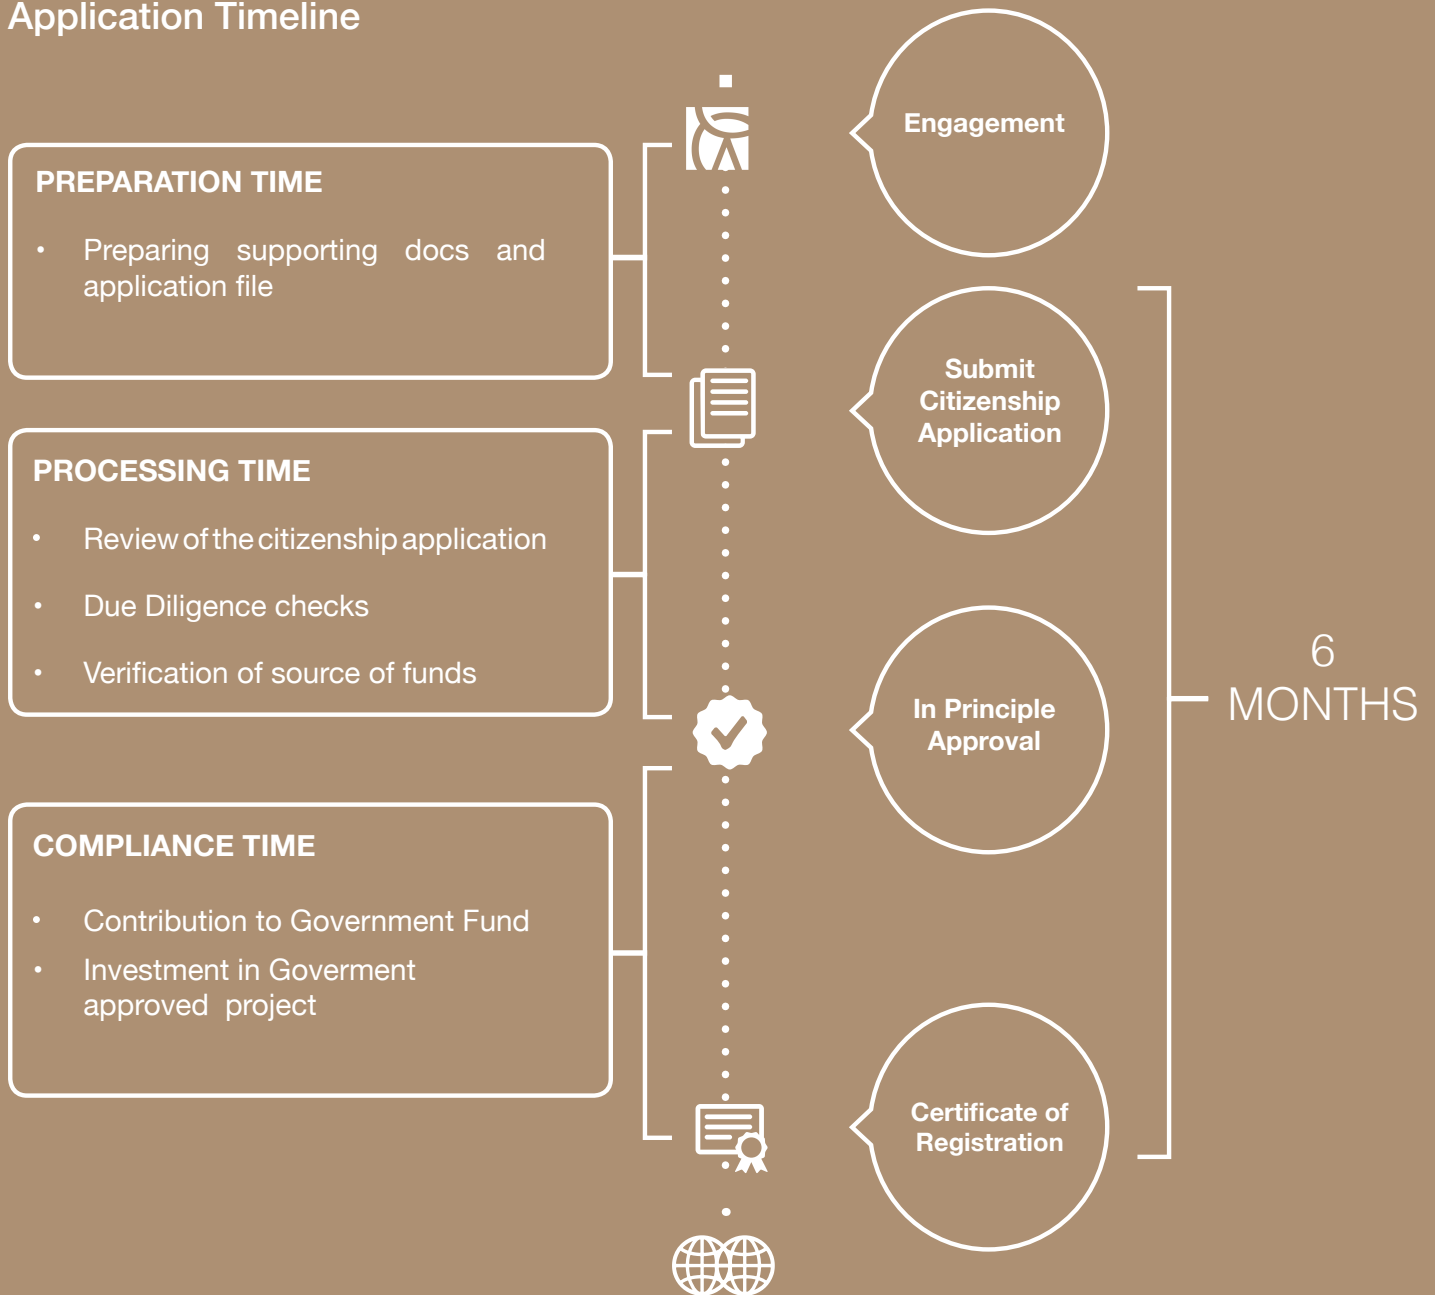 Application Timeline
Engagement
PREPARATION TIME
• Preparing supporting docs and
application file
Submit
Citizenship
Application
PROCESSING TIME
• Review of the citizenship application
• Due Diligence checks
• Verification of source of funds
In Principle
Approval
6
MONTHS
COMPLIANCE TIME
• Contribution to Government Fund
• Investment in Goverment
approved project
Certificate of
Registration